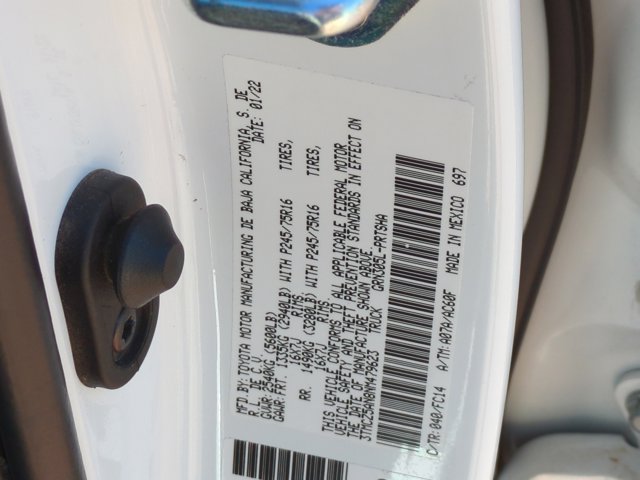 MFD.BY: TOYOTA MOTOR MANUFACTURING DE BAJA CALIFORNIA, S. DE
R.L. DE C.V. DATE: 01/22
GVWR: 2540KG (5600LB)
GAWR: FRT. 1335KG (2940LB) WITH P245/75R16 TIRES,
16X7J RIMS,
RR. 1490KG (3280LB) WITH P245/75R16 TIRES,
16X7J RIMS
THIS VEHICLE CONFORMS TO ALL APPLICABLE FEDERAL MOTOR
VEHICLE SAFETY AND THEFT PREVENTION STANDARDS IN EFFECT ON
THE DATE OF MANUFACTURE SHOWN ABOVE.
TRUCK
C/TR: 040/FC14
A/TM: A07A/AC60F
MADE IN MEXICO 697